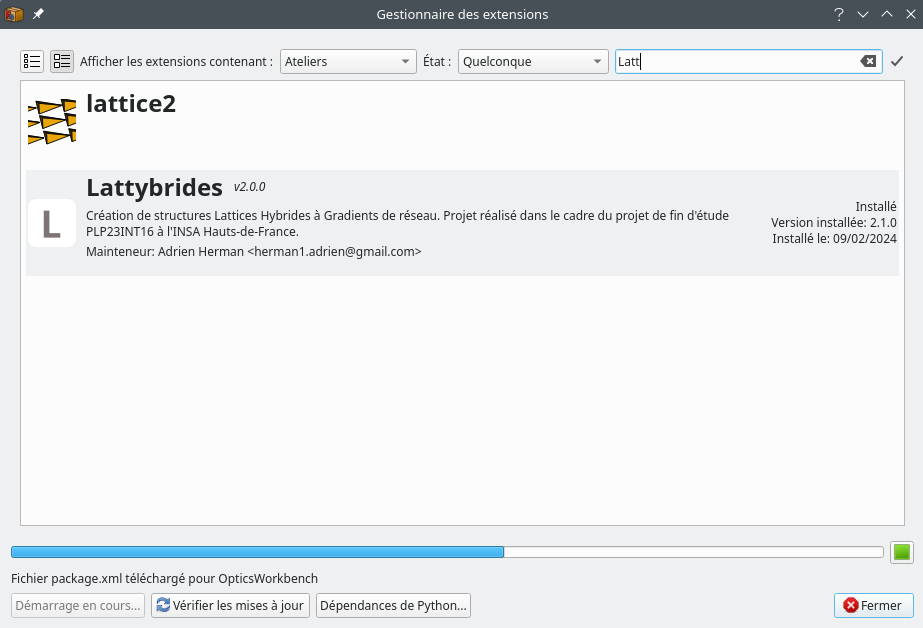 Gestionnaire des extensions
Afficher les extensions contenant : Ateliers État : Quelconque Latt
lattice2
Lattybrides v2.0.0
L
Création de structures Lattices Hybrides à Gradients de réseau. Projet réalisé dans le cadre du projet de fin d'étude
PLP23INT16 à l'INSA Hauts-de-France.
Mainteneur: Adrien Herman <herman1.adrien@gmail.com>
Installé
Version installée: 2.1.0
Installé le: 09/02/2024
Fichier package.xml téléchargé pour OpticsWorkbench
Démarrage en cours... Vérifier les mises à jour Dépendances de Python... Fermer